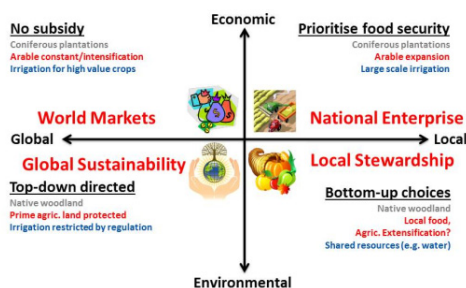 Economic
No subsidy
Coniferous plantations
Arable constant/intensification
Irrigation for high value crops
Prioritise food security
Coniferous plantations
Arable expansion
Large scale irrigation
World Markets
National Enterprise
Global
Local
Global Sustainability
Local Stewardship
Top-down directed
Native woodland
Prime agric. land protected
Irrigation restricted by regulation
Bottom-up choices
Native woodland
Local food,
Agric. Extensification?
Shared resources (e.g. water)
Environmental